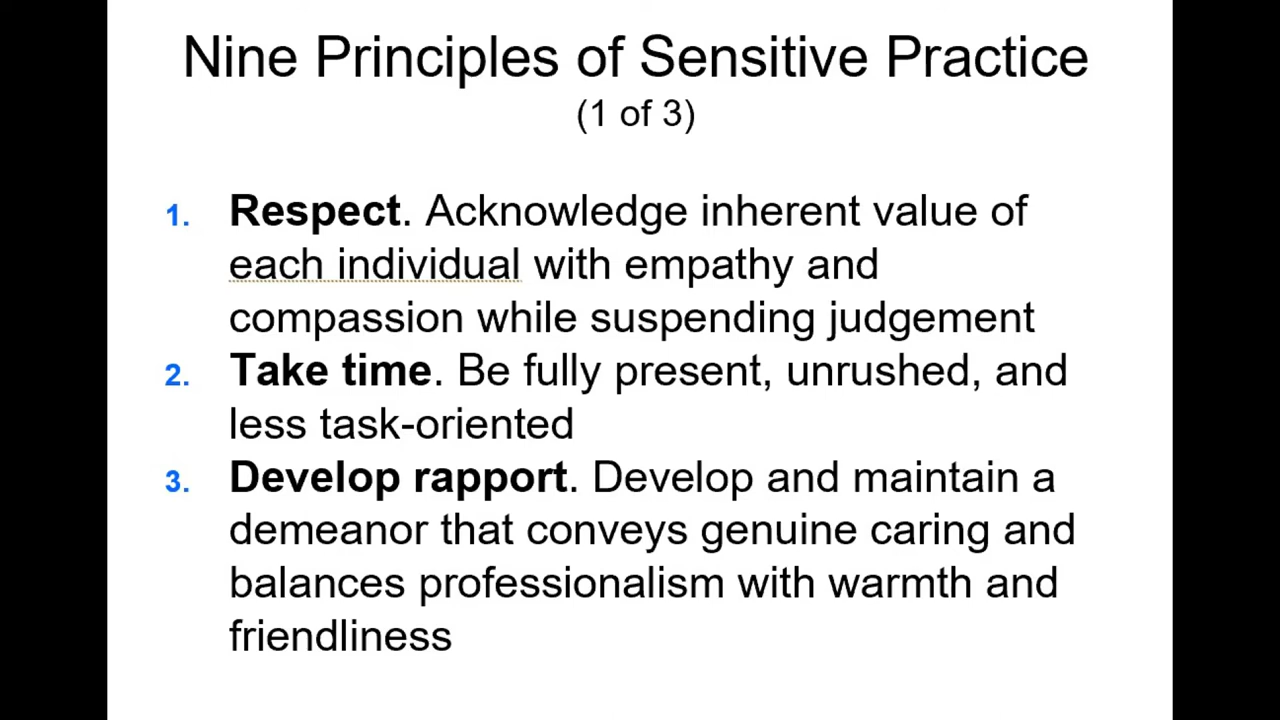 Nine Principles of Sensitive Practice
(1 of 3)
1. Respect. Acknowledge inherent value of
each individual with empathy and
compassion while suspending judgement
2. Take time. Be fully present, unrushed, and
less task-oriented
3. Develop rapport. Develop and maintain a
demeanor that conveys genuine caring and
balances professionalism with warmth and
friendliness